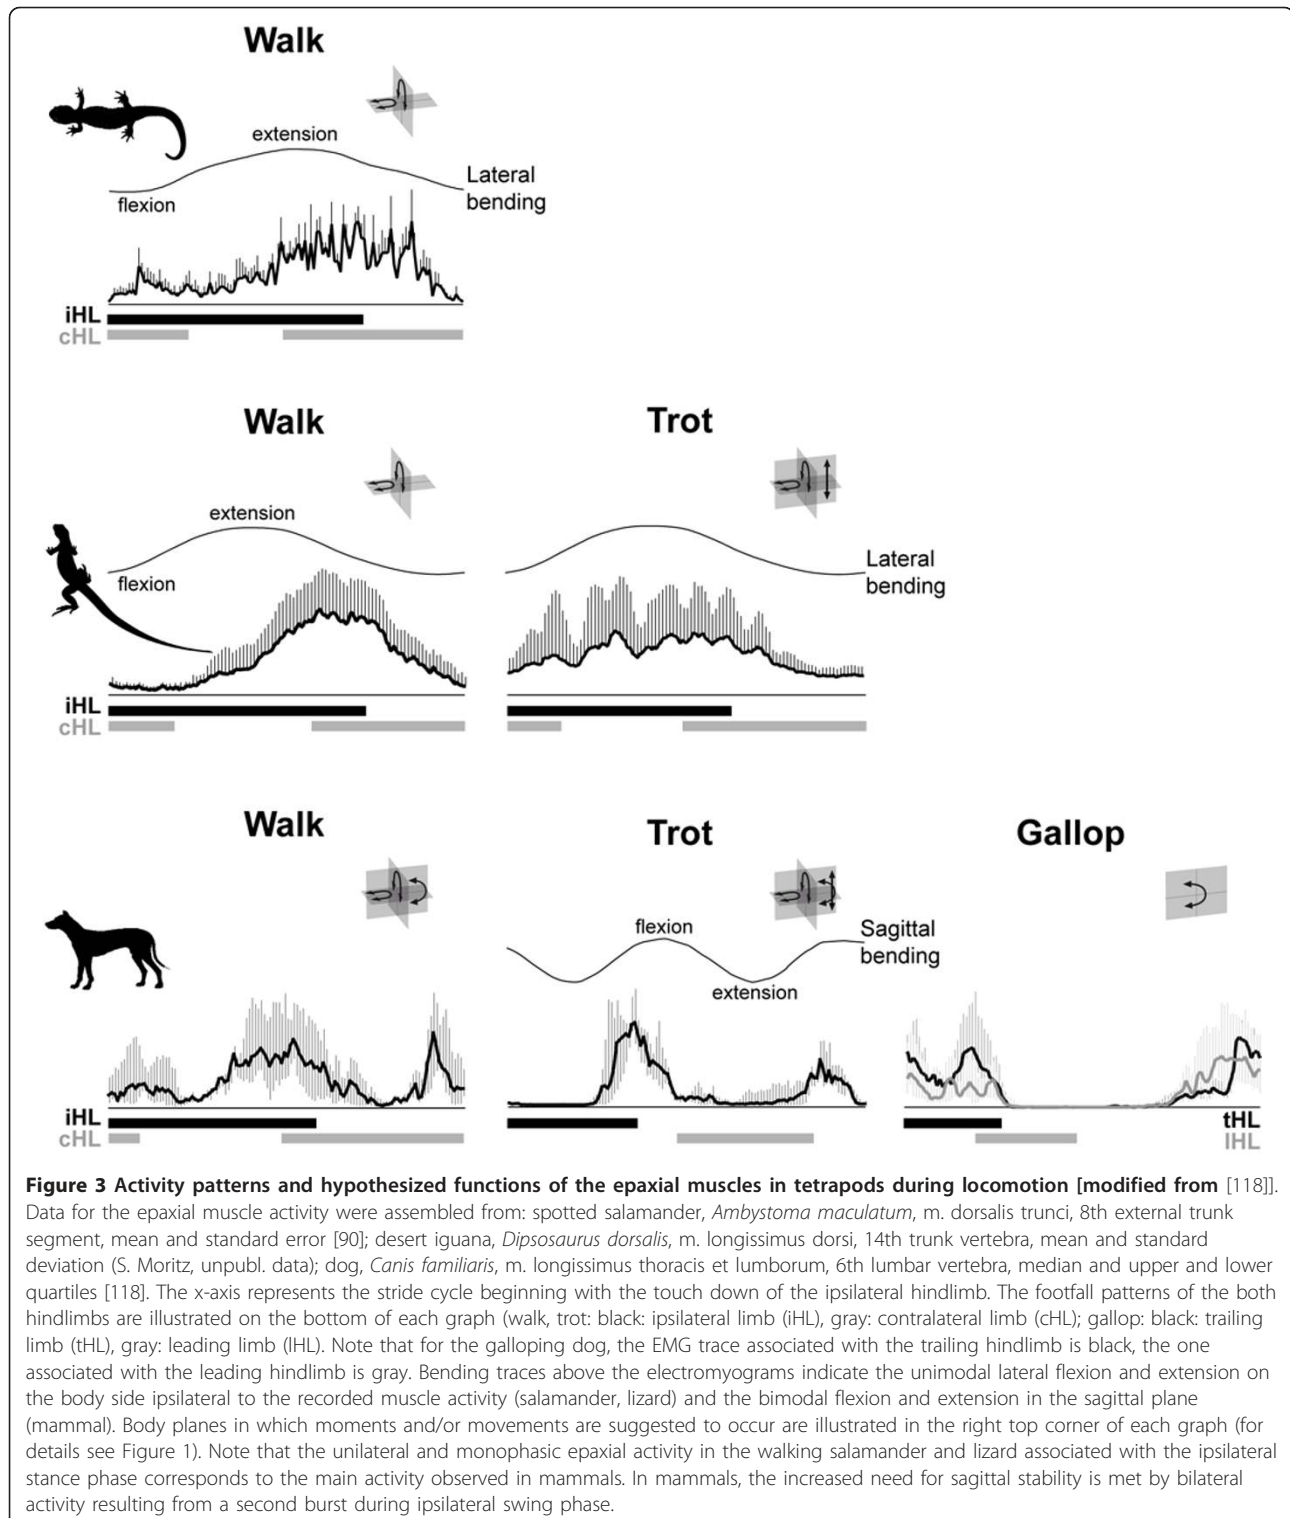 Walk
extension
flexion
Lateral
bending
iHL
cHL
Walk
Trot
extension
flexion
Lateral
bending
iHL
cHL
Walk
Trot
Gallop
flexion
Sagittal
bending
extension
iHL
cHL
tHL
lHL
Figure 3 Activity patterns and hypothesized functions of the epaxial muscles in tetrapods during locomotion [modified from [118]].
Data for the epaxial muscle activity were assembled from: spotted salamander, Ambystoma maculatum, m. dorsalis trunci, 8th external trunk
segment, mean and standard error [90]; desert iguana, Dipsosaurus dorsalis, m. longissimus dorsi, 14th trunk vertebra, mean and standard
deviation (S. Moritz, unpubl. data); dog, Canis familiaris, m. longissimus thoracis et lumborum, 6th lumbar vertebra, median and upper and lower
quartiles [118]. The x-axis represents the stride cycle beginning with the touch down of the ipsilateral hindlimb. The footfall patterns of the both
hindlimbs are illustrated on the bottom of each graph (walk, trot: black: ipsilateral limb (iHL), gray: contralateral limb (cHL); gallop: black: trailing
limb (tHL), gray: leading limb (lHL). Note that for the galloping dog, the EMG trace associated with the trailing hindlimb is black, the one
associated with the leading hindlimb is gray. Bending traces above the electromyograms indicate the unimodal lateral flexion and extension on
the body side ipsilateral to the recorded muscle activity (salamander, lizard) and the bimodal flexion and extension in the sagittal plane
(mammal). Body planes in which moments and/or movements are suggested to occur are illustrated in the right top corner of each graph (for
details see Figure 1). Note that the unilateral and monophasic epaxial activity in the walking salamander and lizard associated with the ipsilateral
stance phase corresponds to the main activity observed in mammals. In mammals, the increased need for sagittal stability is met by bilateral
activity resulting from a second burst during ipsilateral swing phase.